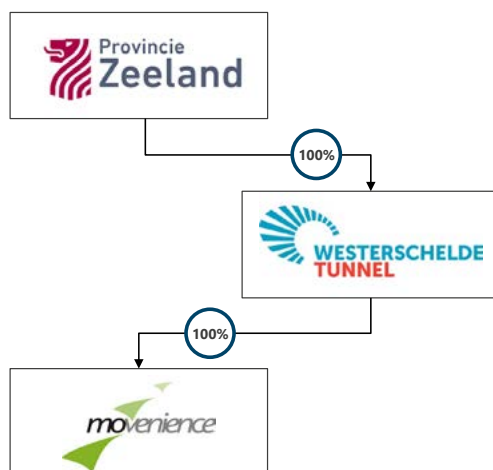 Provincie
Zeeland
100%
WESTERSCHELDE
TUNNEL
100%
movenience